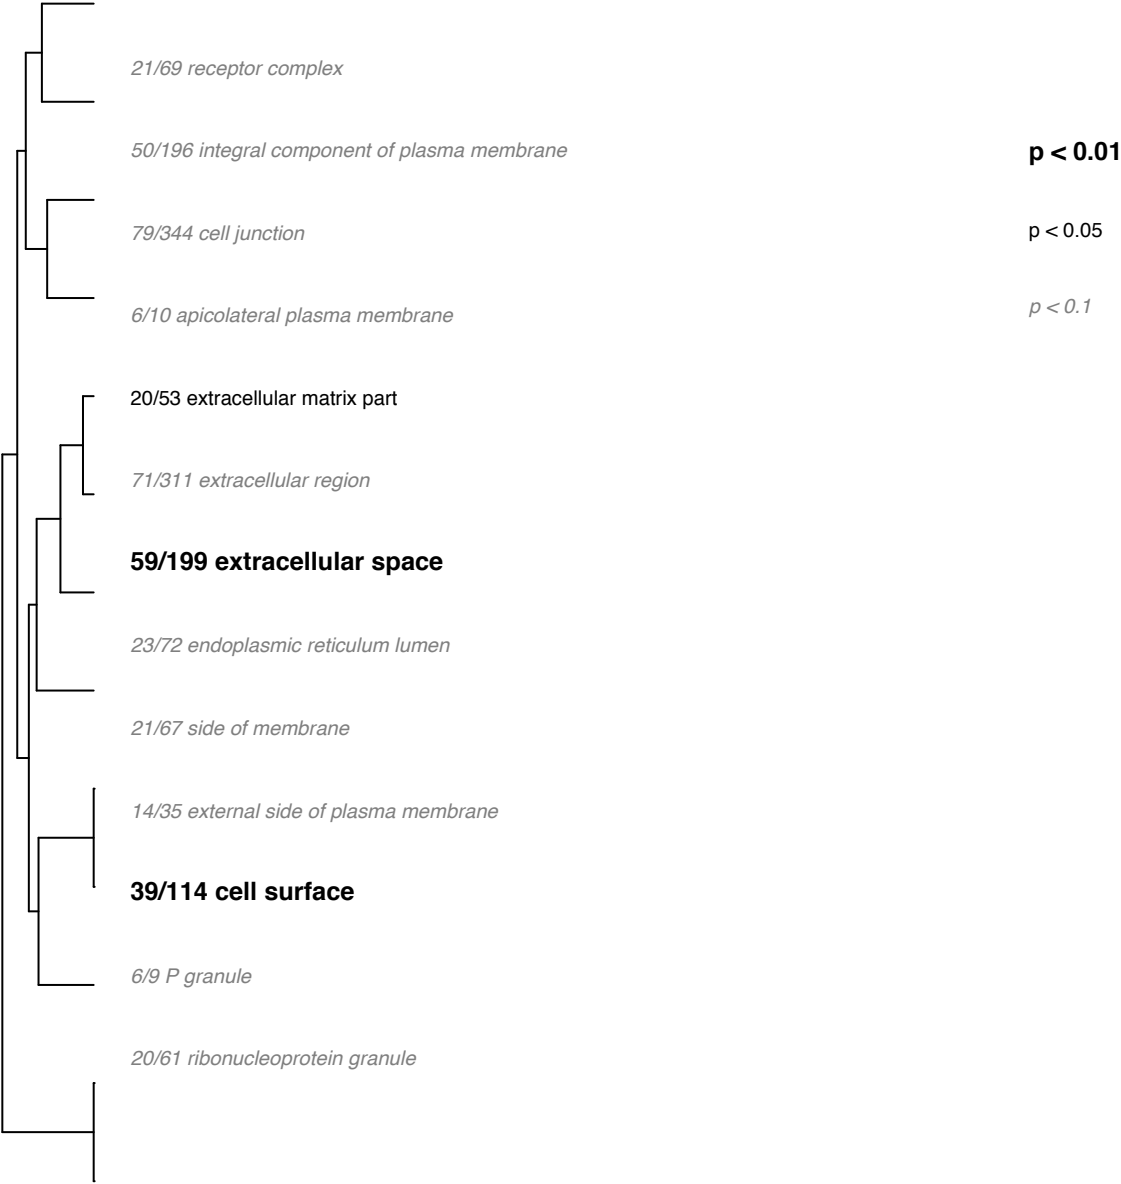 21/69 receptor complex
50/196 integral component of plasma membrane
p < 0.01
79/344 cell junction
p < 0.05
6/10 apicolateral plasma membrane
p < 0.1
20/53 extracellular matrix part
71/311 extracellular region
59/199 extracellular space
23/72 endoplasmic reticulum lumen
21/67 side of membrane
14/35 external side of plasma membrane
39/114 cell surface
6/9 P granule
20/61 ribonucleoprotein granule